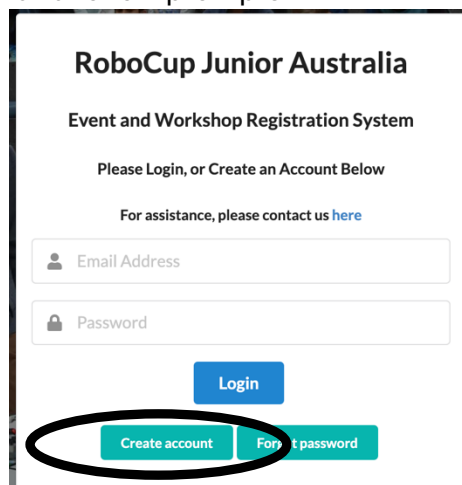 RoboCup Junior Australia
Event and Workshop Registration System
Please Login, or Create an Account Below
For assistance, please contact us here
Email Address
Password
Login
Create account
Forgot password